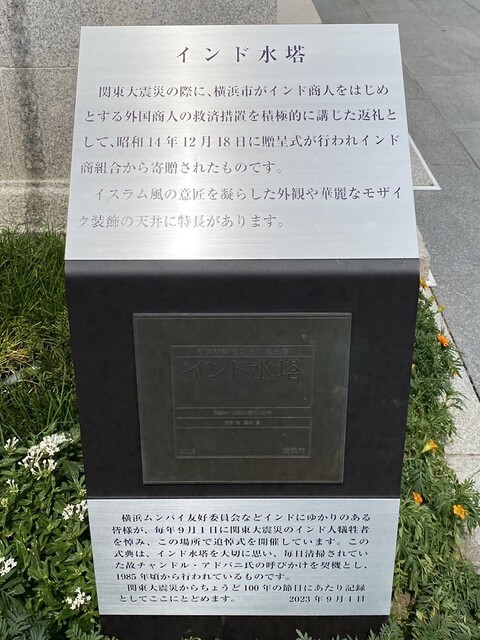 インド水塔
関東大震災の際に、横浜市がインド商人をはじめ
とする外国商人の救済措置を積極的に講じた返礼と
して、昭和14年12月18日に贈呈式が行われインド
商組合から寄贈されたものです。
イスラム風の意匠を凝らした外観や華麗なモザイ
ク装飾の天井に特長があります。
インド水塔
横浜ムンバイ友好委員会などインドにゆかりのある
皆様が、毎年9月1日に関東大震災のインド人犠牲者
を悼み、この場所で追悼式を開催しています。この
式典は、インド水塔を大切に思い、毎日清掃されてい
た故チャンドル・アドバニ氏の呼びかけを契機とし、
1985年頃から行われているものです。
関東大震災からちょうど100年の節目にあたり記録
としてここにとどめます。 2023年9月1日